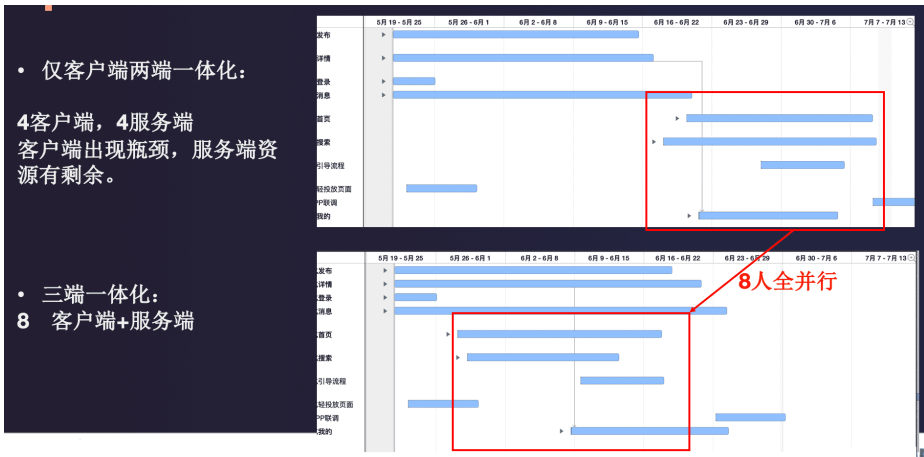 • 仅客户端两端一体化：
4客户端，4服务端
客户端出现瓶颈，服务端资
源有剩余。
5月 19 - 5月 25 5月 26 - 6月 1 6月 2 - 6月 8 6月 9 - 6月 15 6月 16 - 6月 22 6月 23 - 6月 29 6月 30 - 7月 6 7月 7 - 7月 13
发布
详情
登录
消息
首页
搜索
引导流程
轻投放页面
PP联调
我的
• 三端一体化：
8 客户端+服务端
5月 19 - 5月 25 5月 26 - 6月 1 6月 2 - 6月 8 6月 9 - 6月 15 6月 16 - 6月 22 6月 23 - 6月 29 6月 30 - 7月 6 7月 7 - 7月 13
发布
详情
登录
消息
首页
搜索
引导流程
轻投放页面
PP联调
我的
8人全并行